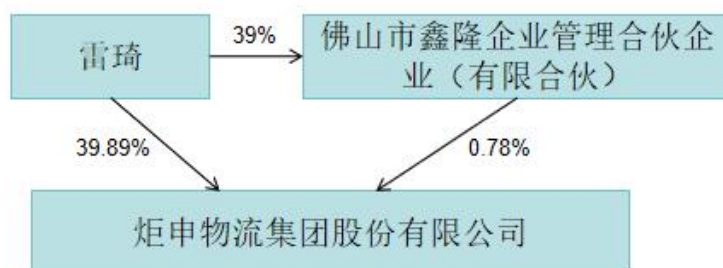 雷琦
39%
佛山市鑫隆企业管理合伙企
业（有限合伙）
39.89%
0.78%
炬申物流集团股份有限公司